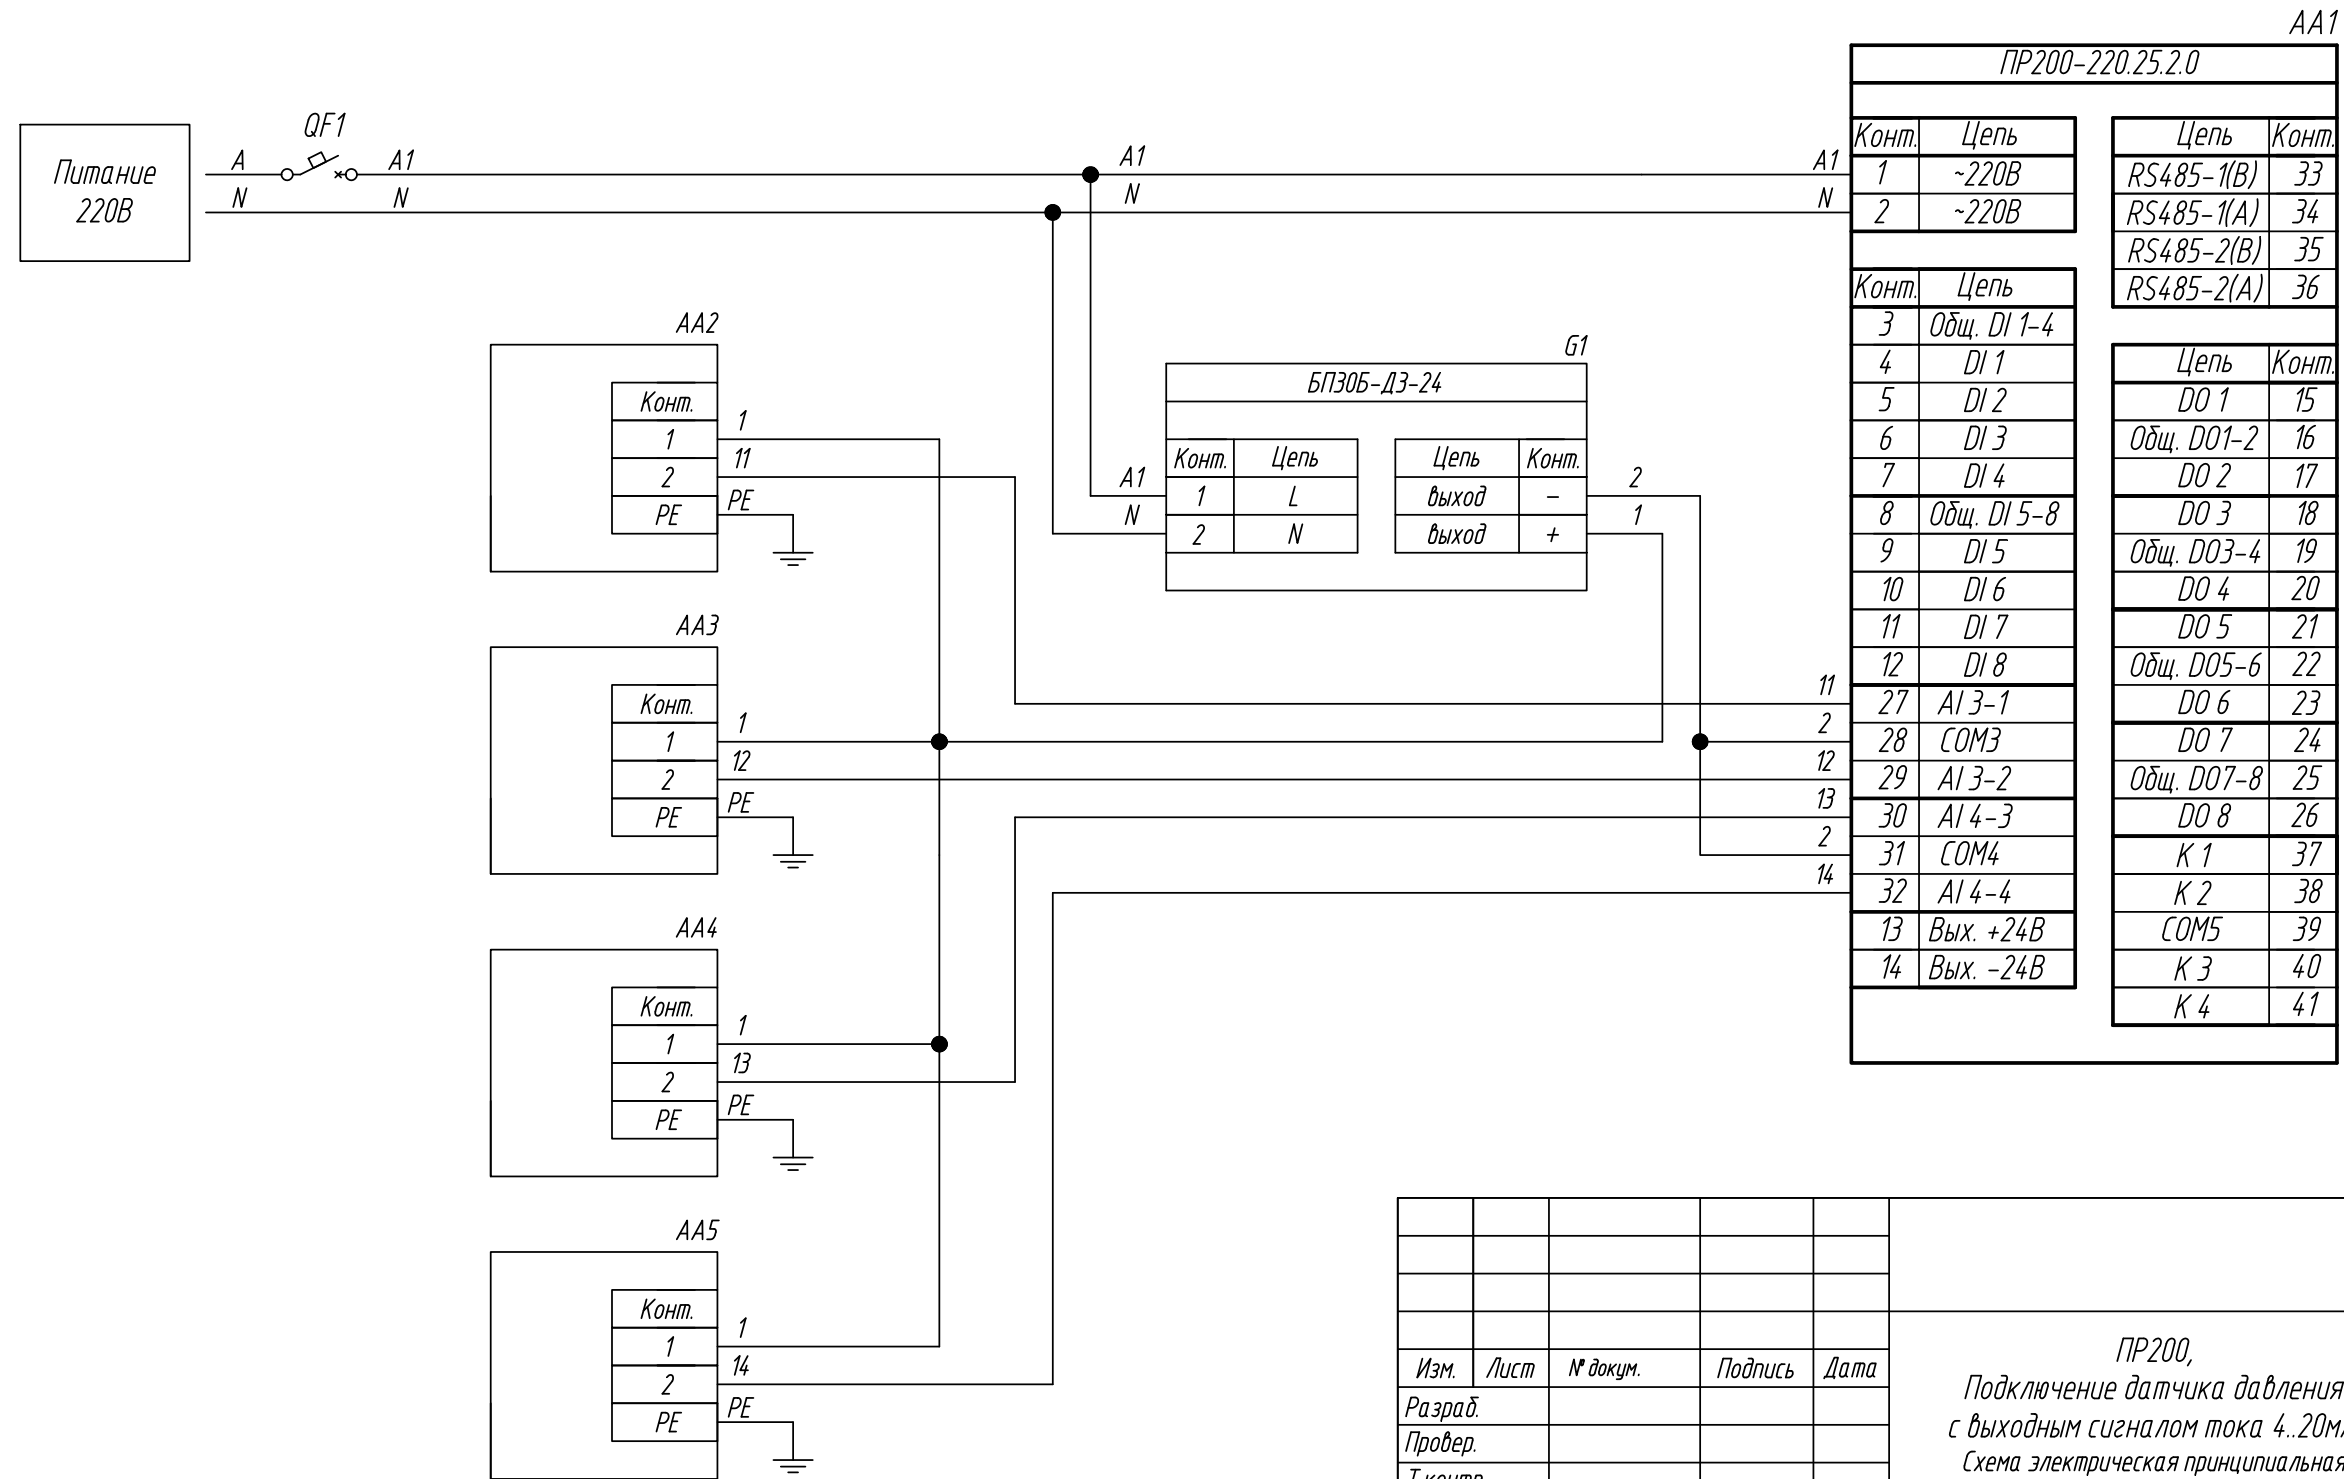 AA1
ПР200-220.25.2.0
Питание
220В
A
QF1
A1
N
N
A1
N
A1
N
Конт. Цепь
1 ~220В
2 ~220В
Цепь Конт.
RS485-1(B) 33
RS485-1(A) 34
RS485-2(B) 35
RS485-2(A) 36
Конт. Цепь
3 Общ. DI 1-4
4 DI 1
5 DI 2
6 DI 3
7 DI 4
8 Общ. DI 5-8
9 DI 5
10 DI 6
11 DI 7
12 DI 8
27 AI 3-1
28 COM3
29 AI 3-2
30 AI 4-3
31 COM4
32 AI 4-4
13 Вых. +24В
14 Вых. -24В
Цепь Конт.
DO 1 15
Общ. DO1-2 16
DO 2 17
DO 3 18
Общ. DO3-4 19
DO 4 20
DO 5 21
Общ. DO5-6 22
DO 6 23
DO 7 24
Общ. DO7-8 25
DO 8 26
K 1 37
K 2 38
COM5 39
K 3 40
K 4 41
11
2
12
13
2
14
G1
БП30Б-Д3-24
Конт. Цепь
A1 1 L
N 2 N
Цепь Конт.
выход - 2
выход + 1
AA2
Конт.
1 1
2 11
PE PE
AA3
Конт.
1 1
2 12
PE PE
AA4
Конт.
1 1
2 13
PE PE
AA5
Конт.
1 1
2 14
PE PE
Изм. Лист № докум. Подпись Дата
Разраб.
Провер.
Т.контр.
ПР200,
Подключение датчика давления
с выходным сигналом тока 4..20м
Схема электрическая принципиальная